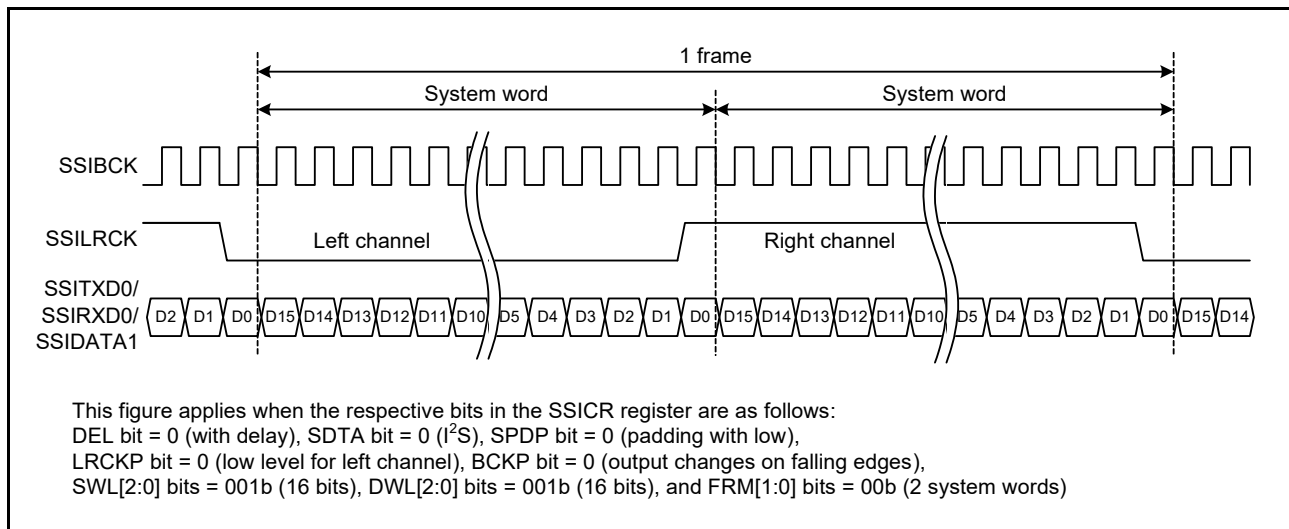 1 frame
System word System word
SSIBCK
SSILRCK Left channel Right channel
SSITXD0/
SSIRXD0/
SSIDATA1
D2 D1 D0 D15 D14 D13 D12 D11 D10 D5 D4 D3 D2 D1 D0 D15 D14 D13 D12 D11 D10 D5 D4 D3 D2 D1 D0 D15 D14
This figure applies when the respective bits in the SSICR register are as follows:
DEL bit = 0 (with delay), SDTA bit = 0 (I²S), SPDP bit = 0 (padding with low),
LRCKP bit = 0 (low level for left channel), BCKP bit = 0 (output changes on falling edges),
SWL[2:0] bits = 001b (16 bits), DWL[2:0] bits = 001b (16 bits), and FRM[1:0] bits = 00b (2 system words)